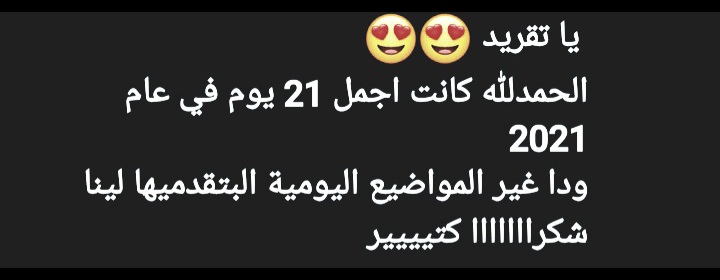 يا تقريد 😍😍
الحمدلله كانت اجمل 21 يوم في عام
2021
ودا غير المواضيع اليومية البتقدميها لينا
شكرااااااا كتيييير